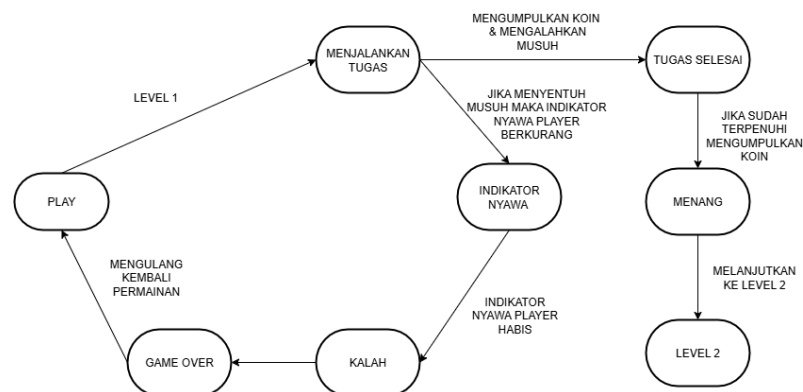 MENGUMPULKAN KOIN
& MENGALAHKAN
MUSUH
MENJALANKAN
TUGAS
TUGAS SELESAI
LEVEL 1
JIKA MENYENTUH
MUSUH MAKA INDIKATOR
NYAWA PLAYER
BERKURANG
JIKA SUDAH
TERPENUHI
MENGUMPULKAN
KOIN
PLAY
INDIKATOR
NYAWA
MENANG
MENGULANG
KEMBALI
PERMAINAN
MELANJUTKAN
KE LEVEL 2
INDIKATOR
NYAWA PLAYER
HABIS
GAME OVER
KALAH
LEVEL 2